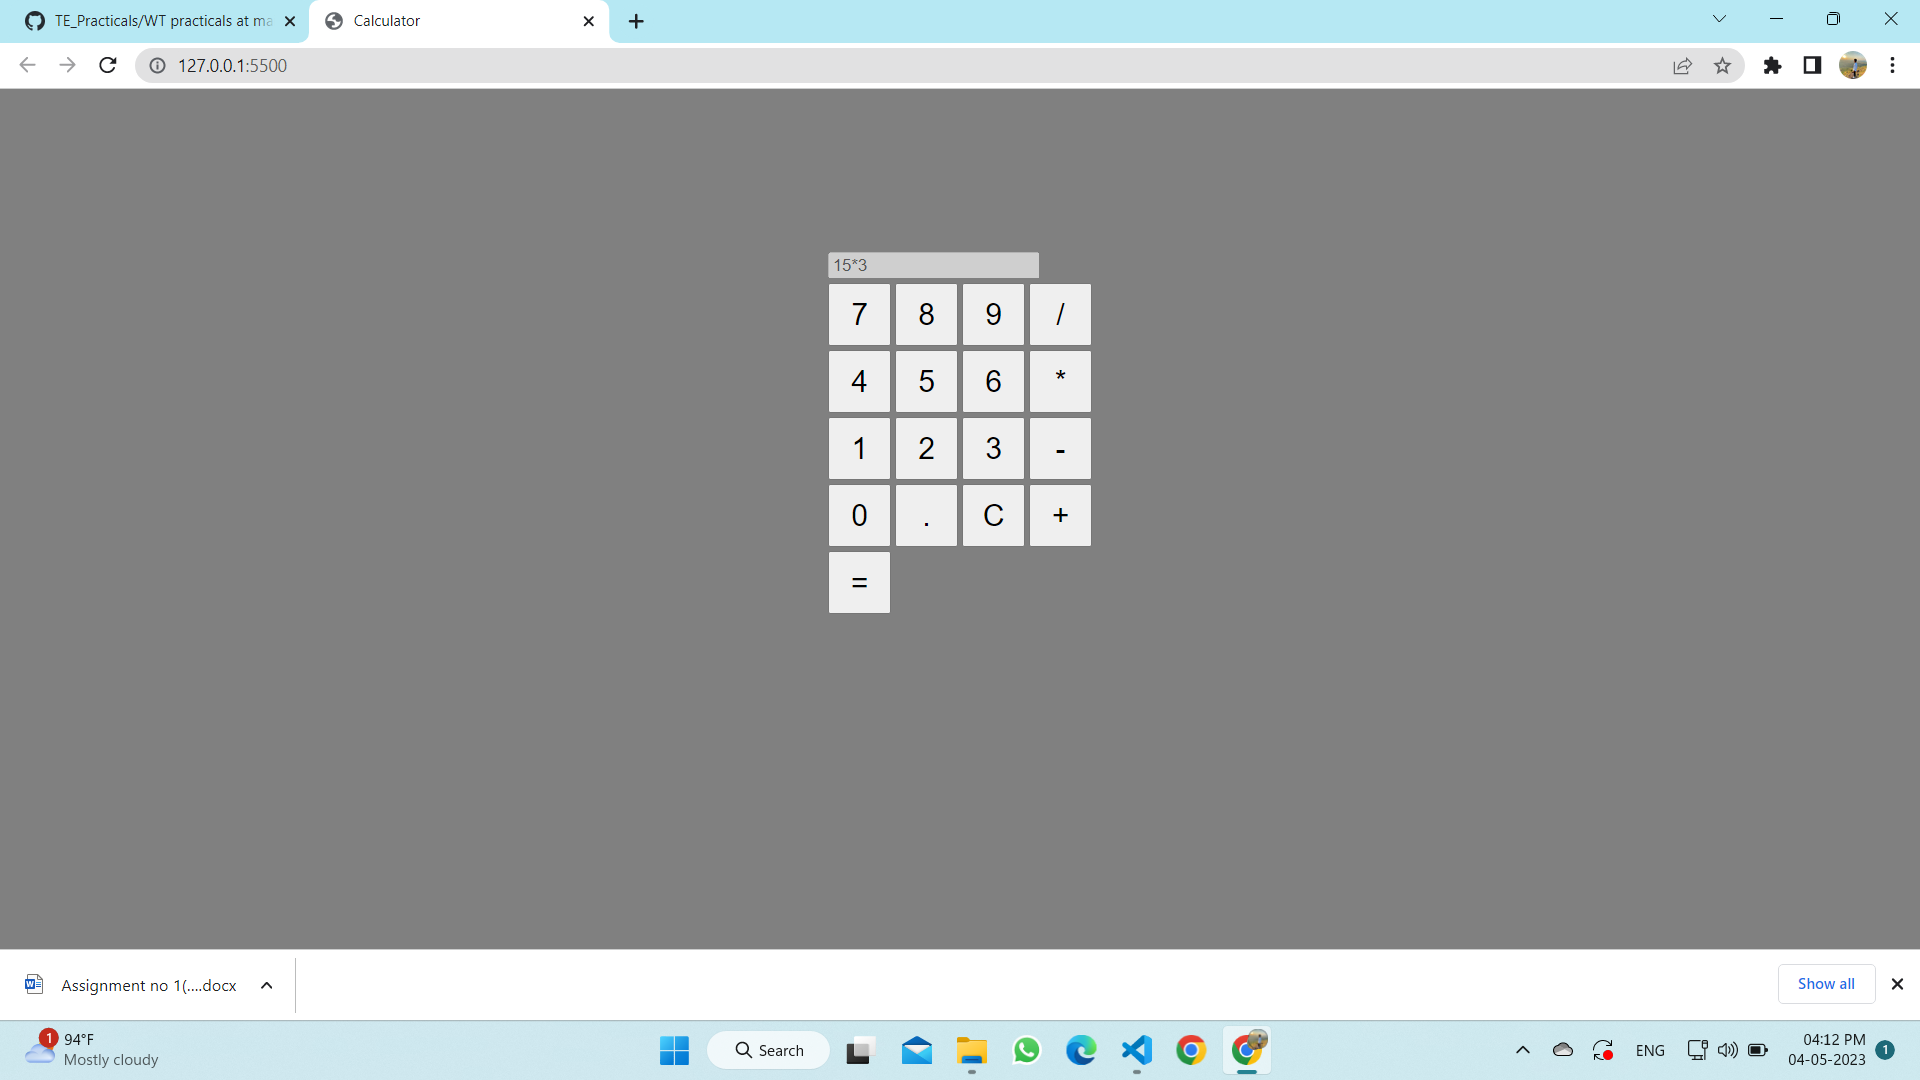 TE_Practicals/WT practicals at ma
Calculator
127.0.0.1:5500
15*3
7 8 9 /
4 5 6 *
1 2 3 -
0 . C +
=
Assignment no 1(....docx
Show all
1
94°F
Mostly cloudy
Search
ENG
04:12 PM
04-05-2023
1